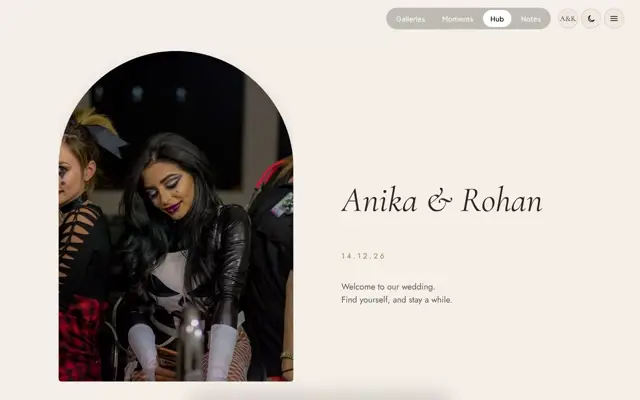 Galleries
Moments
Hub
Notes
A&R
Anika & Rohan
14.12.26
Welcome to our wedding.
Find yourself, and stay a while.